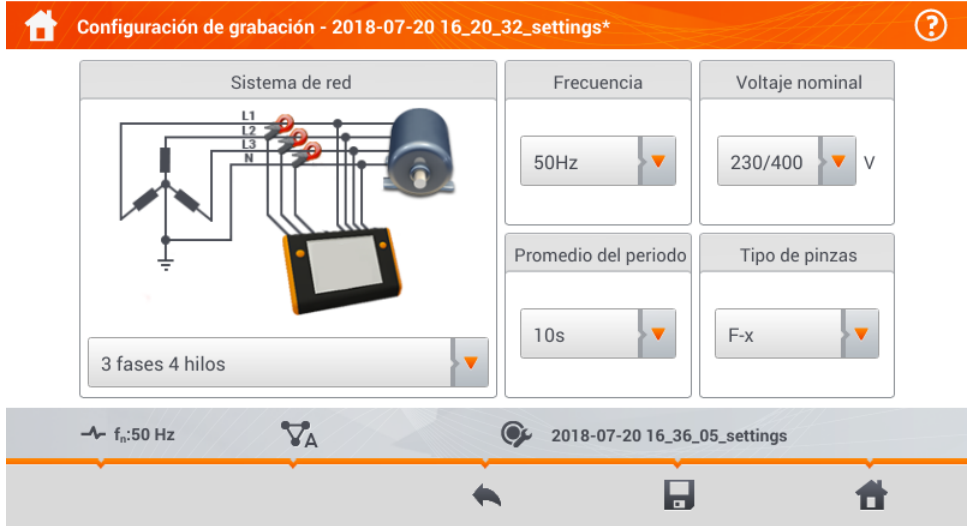 Configuración de grabación - 2018-07-20 16_20_32_settings*
?
Sistema de red
L1
L2
L3
N
3 fases 4 hilos
Frecuencia
50Hz
Voltaje nominal
230/400 V
Promedio del periodo
10s
Tipo de pinzas
F-x
fn:50 Hz
A
2018-07-20 16_36_05_settings